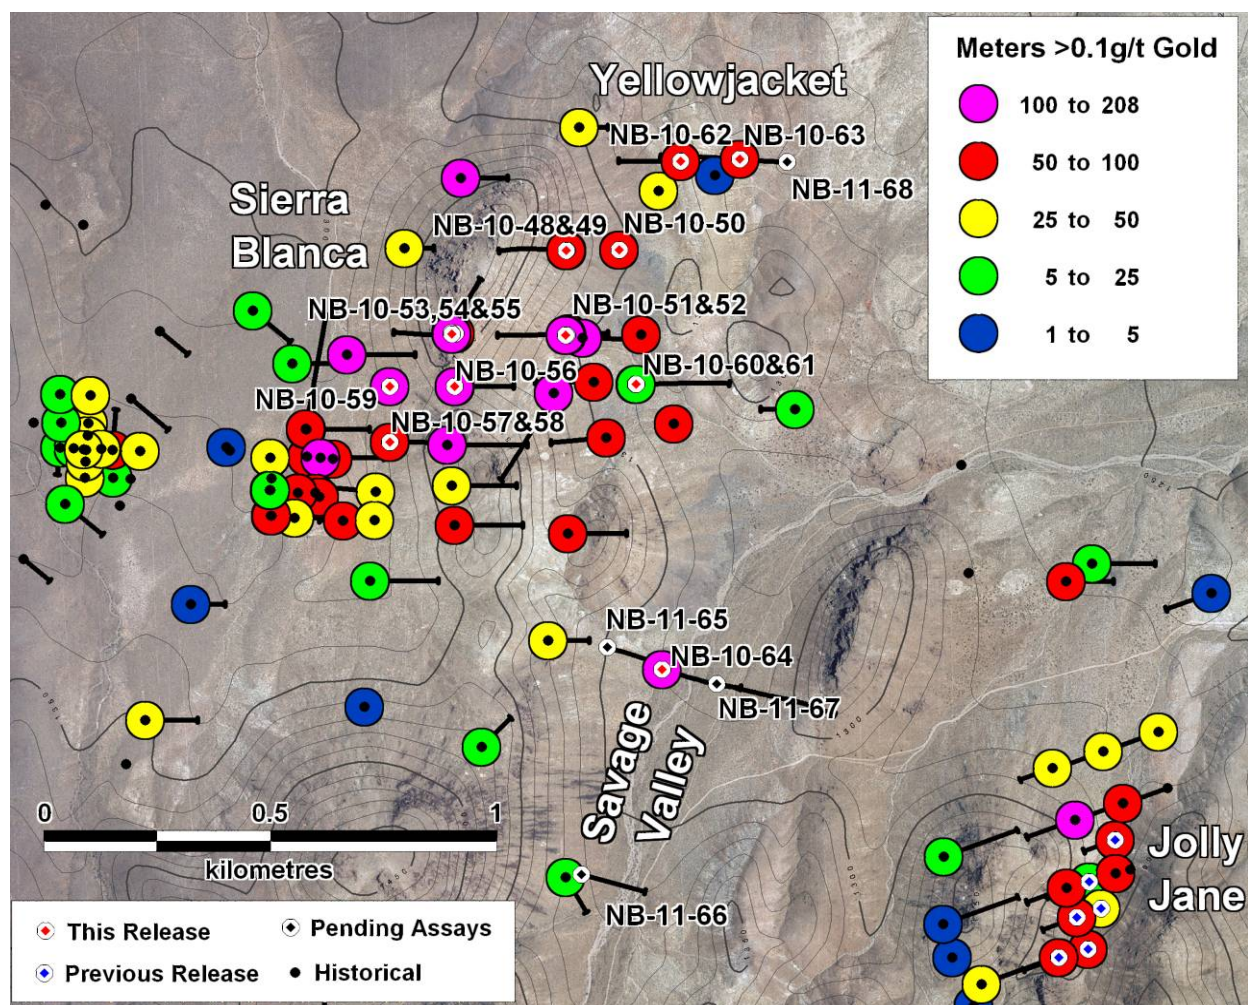 Meters >0.1g/t Gold
100 to 208
50 to 100
25 to 50
5 to 25
1 to 5
Yellowjacket
NB-10-62
NB-10-63
NB-11-68
Sierra
Blanca
NB-10-48&49
NB-10-50
NB-10-53,54&55
NB-10-51&52
NB-10-56
NB-10-60&61
NB-10-59
NB-10-57&58
NB-11-65
NB-10-64
NB-11-67
Savage
Valley
NB-11-66
Jolly
Jane
0 0.5 1
kilometres
This Release
Pending Assays
Previous Release
Historical
1250
1300
1300
1350